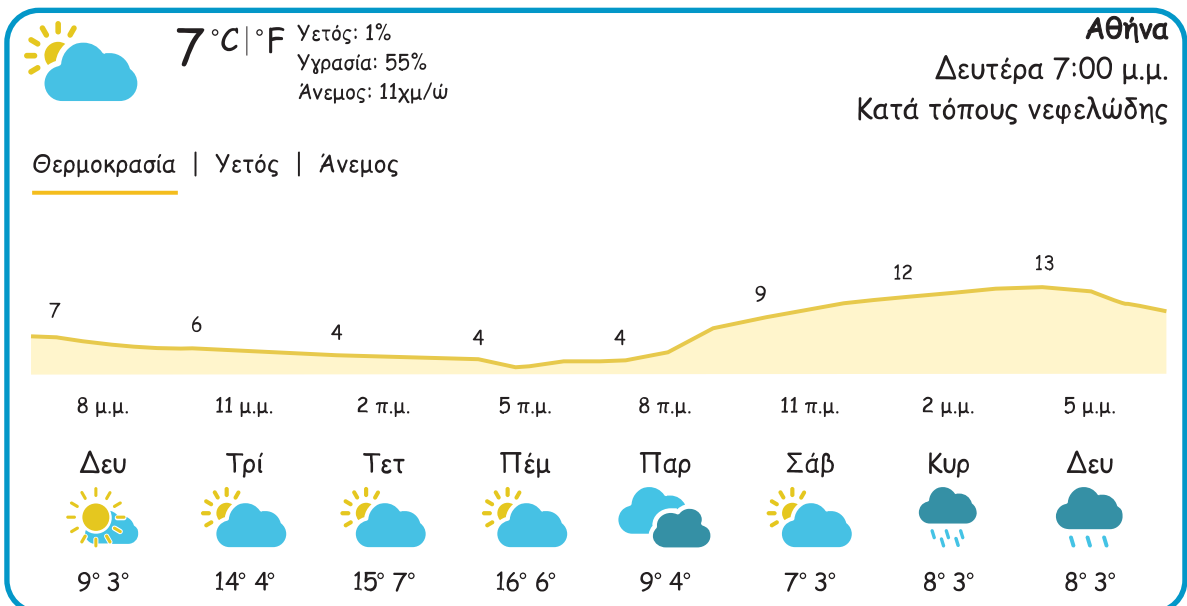 7 °C | °F
Υετός: 1%
Υγρασία: 55%
Άνεμος: 11χμ/ώ
Αθήνα
Δευτέρα 7:00 μ.μ.
Κατά τόπους νεφελώδης
Θερμοκρασία | Υετός | Άνεμος
7 6 4 4 4 9 12 13
8 μ.μ. 11 μ.μ. 2 π.μ. 5 π.μ. 8 π.μ. 11 π.μ. 2 μ.μ. 5 μ.μ.
Δευ Τρί Τετ Πέμ Παρ Σάβ Κυρ Δευ
9° 3° 14° 4° 15° 7° 16° 6° 9° 4° 7° 3° 8° 3° 8° 3°